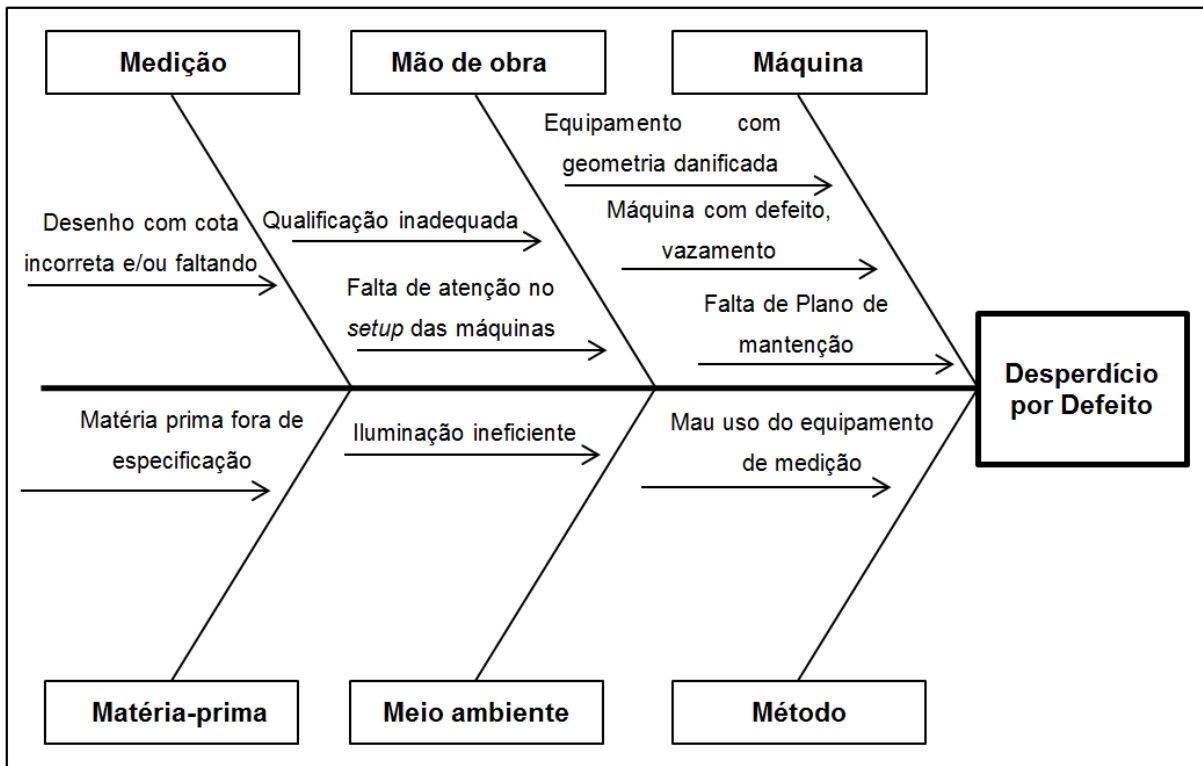 Medição
Mão de obra
Máquina
Equipamento com
geometria danificada
Desenho com cota
incorreta e/ou faltando
Qualificação inadequada
Máquina com defeito,
vazamento
Falta de atenção no
setup das máquinas
Falta de Plano de
mantenção
Desperdício
por Defeito
Matéria prima fora de
especificação
Iluminação ineficiente
Mau uso do equipamento
de medição
Matéria-prima
Meio ambiente
Método